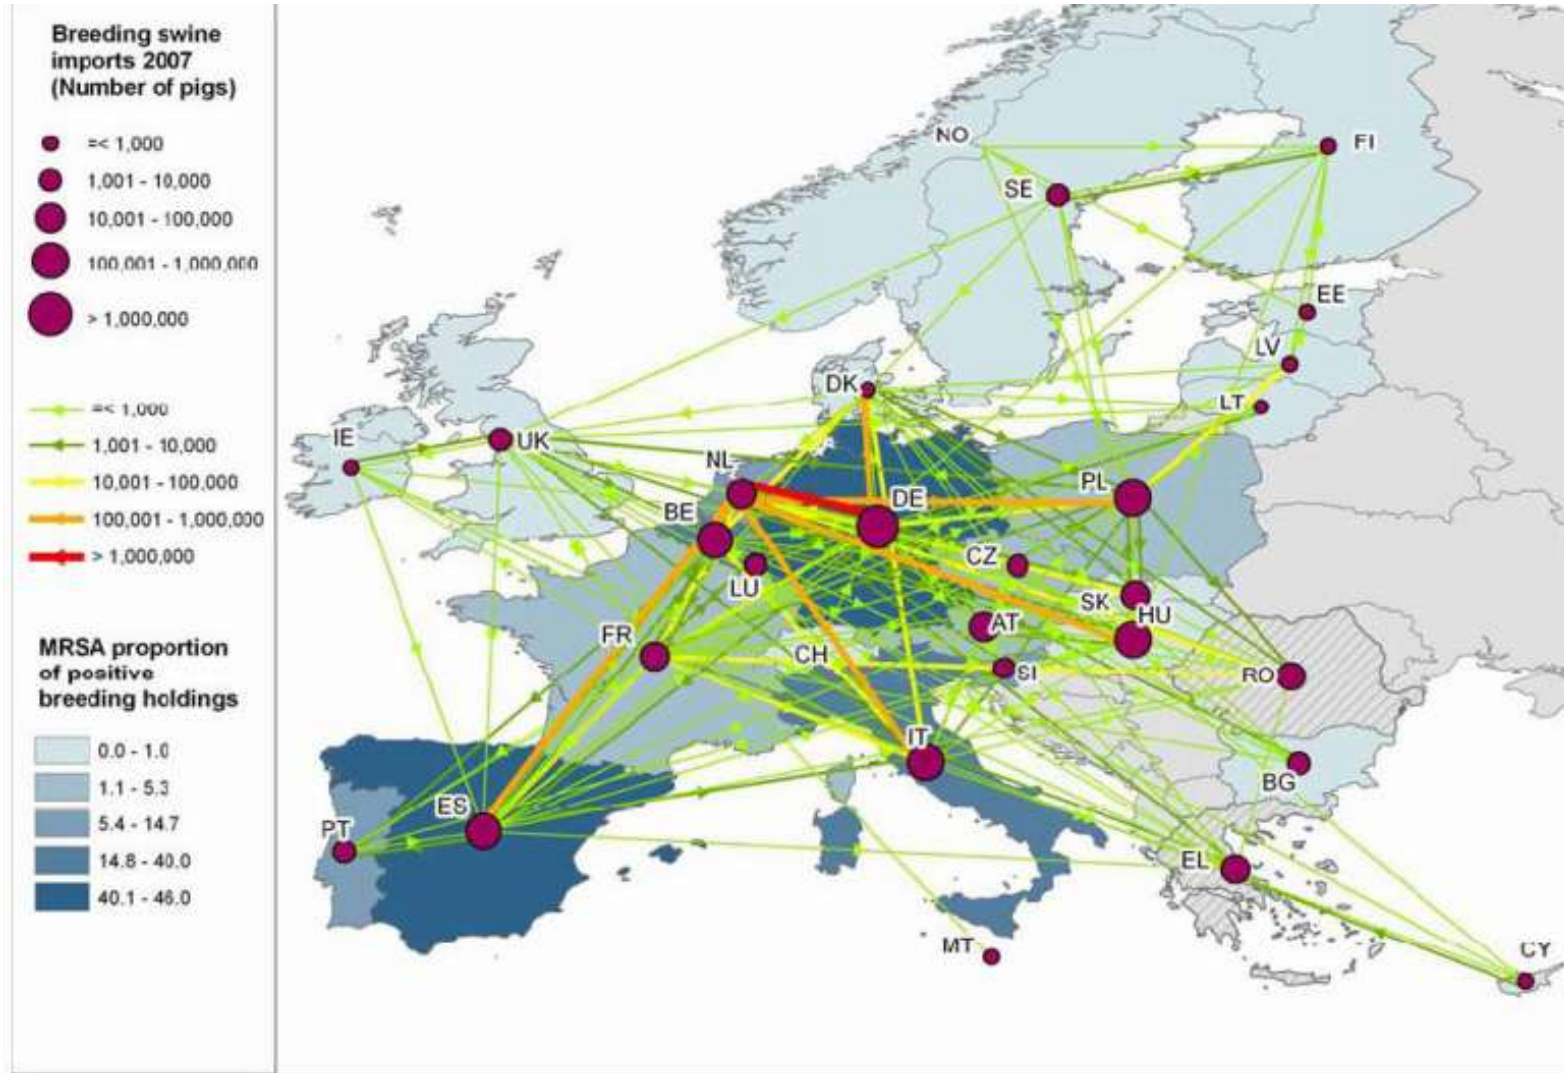 Breeding swine
imports 2007
(Number of pigs)
=< 1,000
1,001 - 10,000
10,001 - 100,000
100,001 - 1,000,000
> 1,000,000
=< 1,000
1,001 - 10,000
10,001 - 100,000
100,001 - 1,000,000
> 1,000,000
MRSA proportion
of positive
breeding holdings
0.0 - 1.0
1.1 - 5.3
5.4 - 14.7
14.8 - 40.0
40.1 - 46.0
NO
FI
SE
EE
LV
DK
LT
IE
UK
NL
PL
DE
BE
CZ
LU
SK
HU
AT
FR
CH
SI
RO
IT
BG
ES
PT
EL
MT
CY